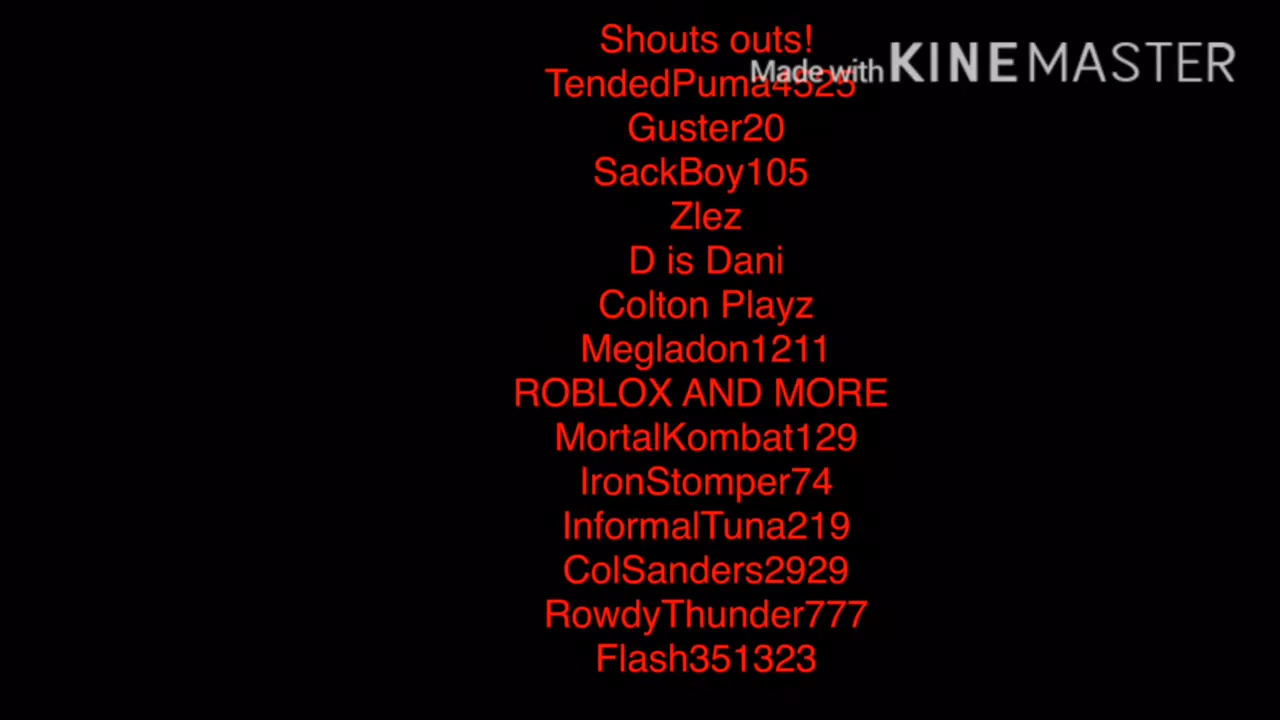 Shouts outs!
Made with KINEMASTER
TendedPuma4525
Guster20
SackBoy105
Zlez
D is Dani
Colton Playz
Megladon1211
ROBLOX AND MORE
MortalKombat129
IronStomper74
InformalTuna219
ColSanders2929
RowdyThunder777
Flash351323